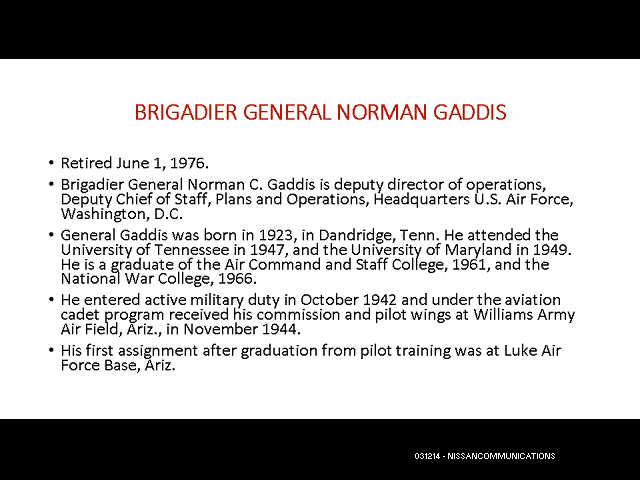 BRIGADIER GENERAL NORMAN GADDIS
• Retired June 1, 1976.
• Brigadier General Norman C. Gaddis is deputy director of operations,
Deputy Chief of Staff, Plans and Operations, Headquarters U.S. Air Force,
Washington, D.C.
• General Gaddis was born in 1923, in Dandridge, Tenn. He attended the
University of Tennessee in 1947, and the University of Maryland in 1949.
He is a graduate of the Air Command and Staff College, 1961, and the
National War College, 1966.
• He entered active military duty in October 1942 and under the aviation
cadet program received his commission and pilot wings at Williams Army
Air Field, Ariz., in November 1944.
• His first assignment after graduation from pilot training was at Luke Air
Force Base, Ariz.
031214 - NISSANCOMMUNICATIONS